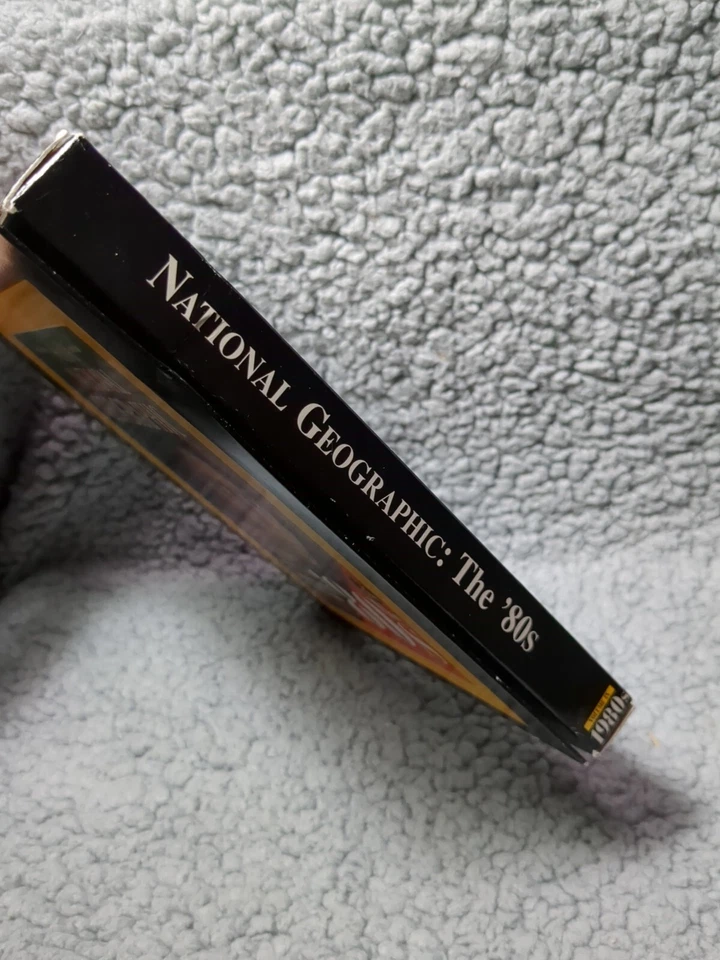 NATIONAL GEOGRAPHIC: The '80s
1980s